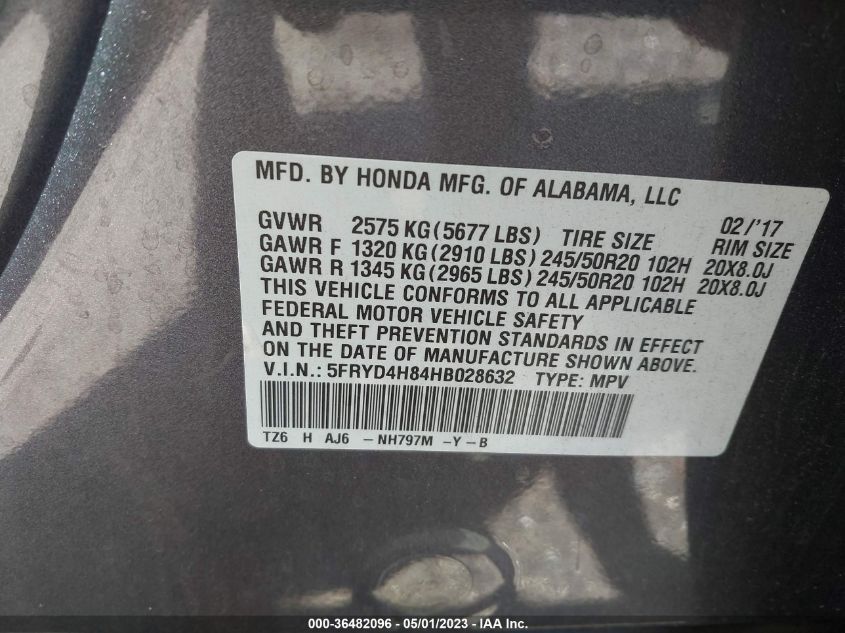 MFD. BY HONDA MFG. OF ALABAMA, LLC
02/'17
GVWR 2575 KG(5677 LBS) TIRE SIZE RIM SIZE
GAWR F 1320 KG(2910 LBS) 245/50R20 102H 20X8.0J
GAWR R 1345 KG(2965 LBS) 245/50R20 102H 20X8.0J
THIS VEHICLE CONFORMS TO ALL APPLICABLE
FEDERAL MOTOR VEHICLE SAFETY
AND THEFT PREVENTION STANDARDS IN EFFECT
ON THE DATE OF MANUFACTURE SHOWN ABOVE.
V.I.N.: 5FRYD4H84HB028632 TYPE: MPV
TZ6 H AJ6 -NH797M -Y-B
000-36482096 - 05/01/2023 - IAA Inc.